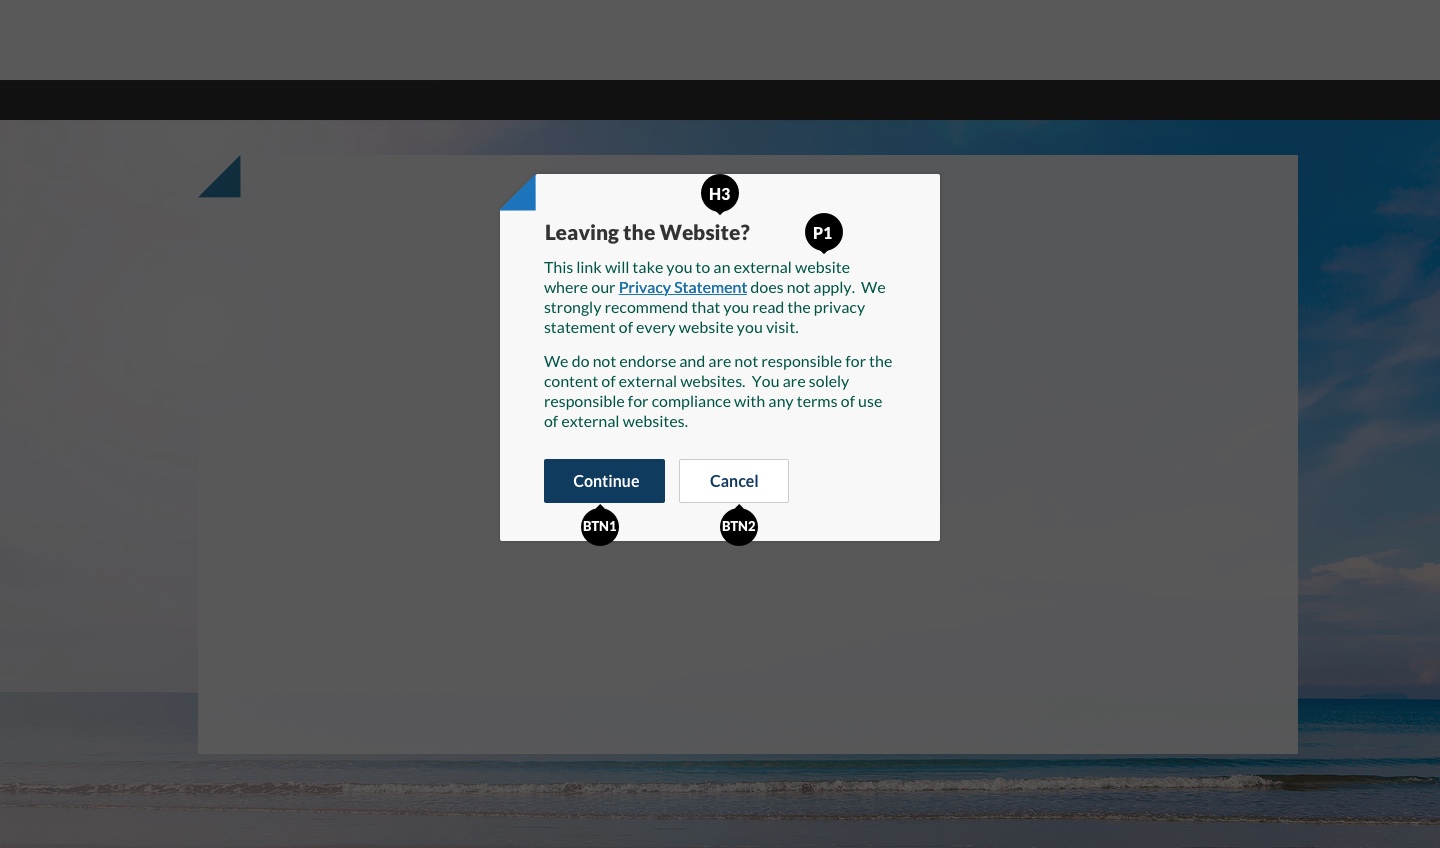 H3
Leaving the Website?
P1
This link will take you to an external website
where our Privacy Statement does not apply.  We
strongly recommend that you read the privacy
statement of every website you visit.
We do not endorse and are not responsible for the
content of external websites.  You are solely
responsible for compliance with any terms of use
of external websites.
Continue
Cancel
BTN1
BTN2